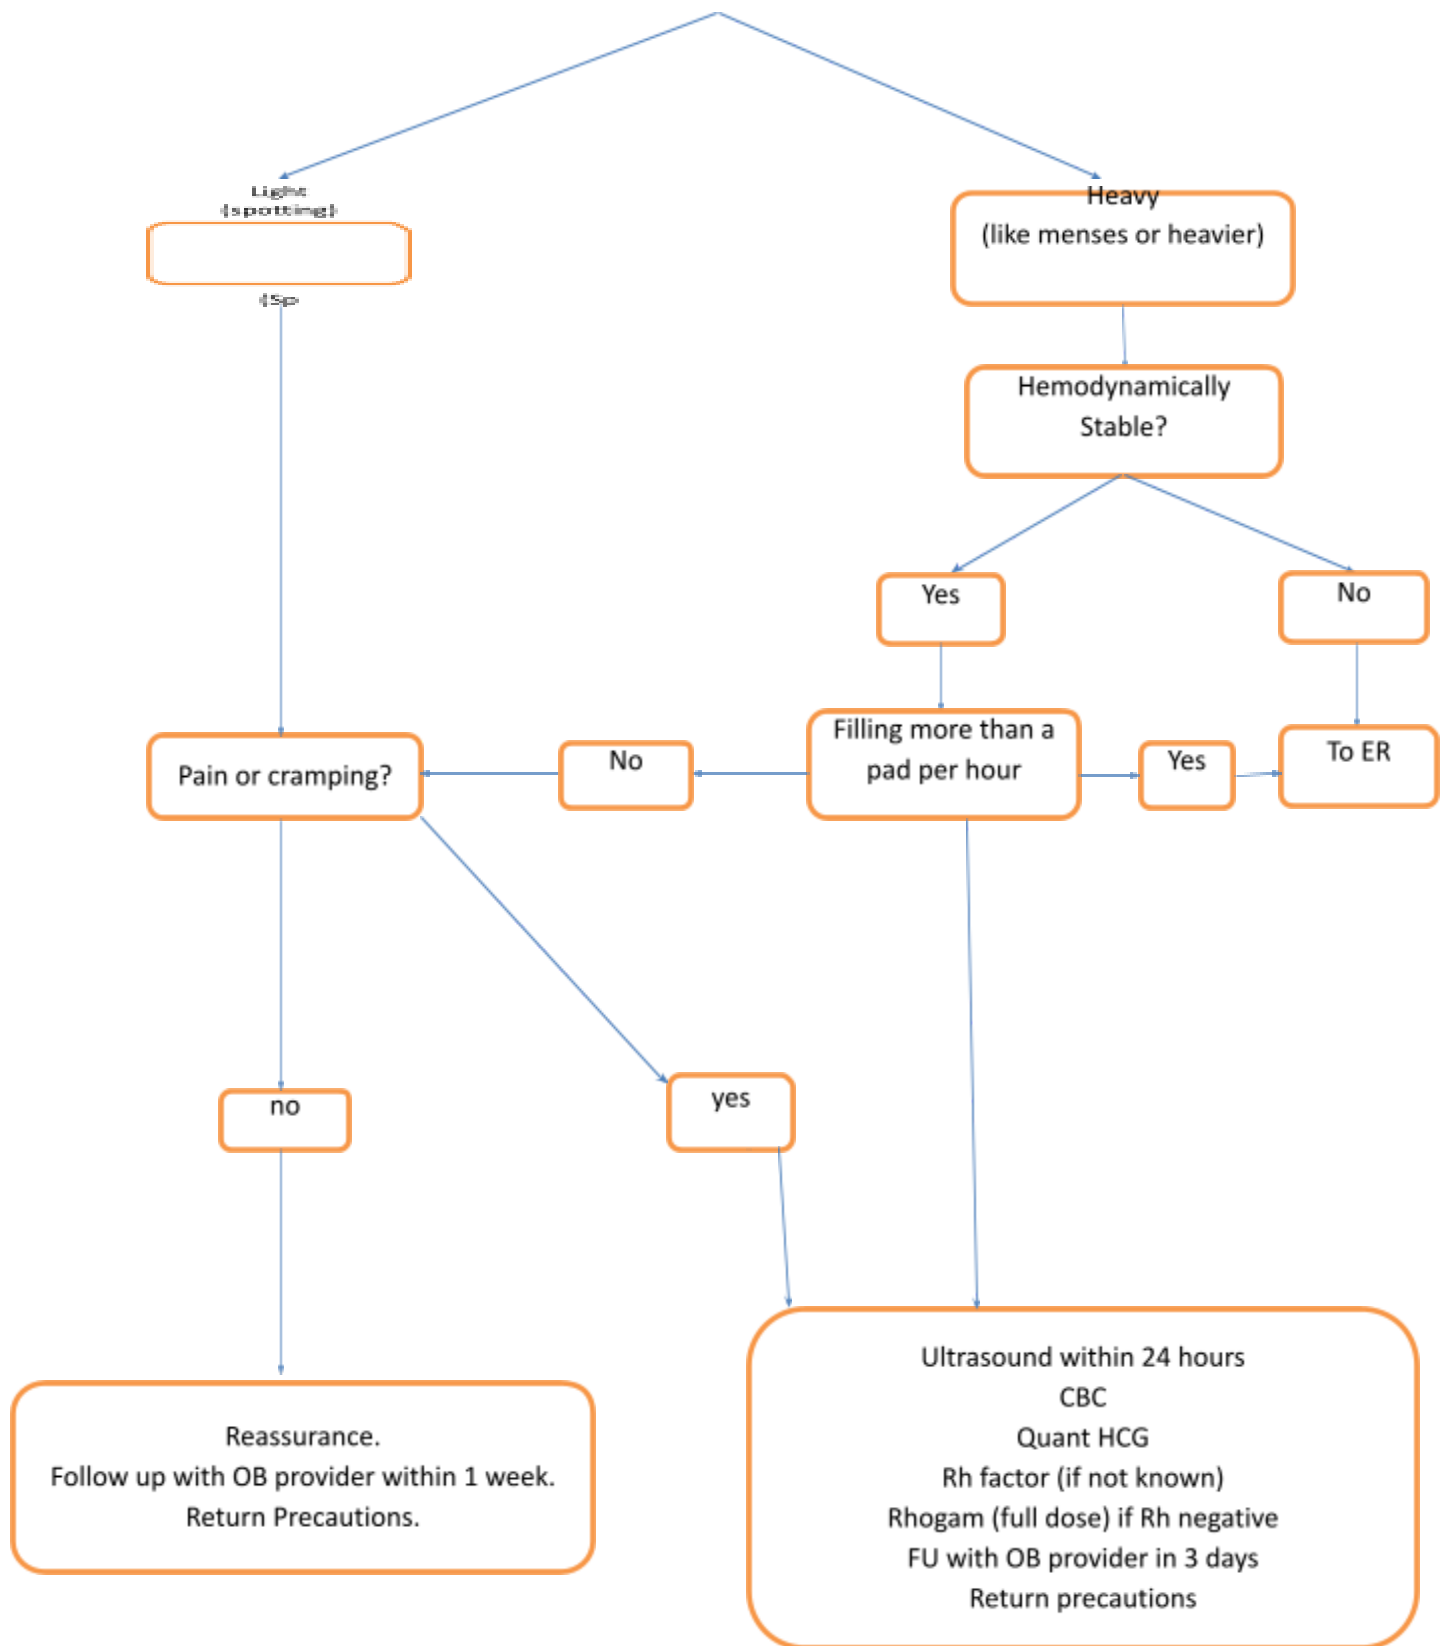 Light
(spotting)
(Sp
Heavy
(like menses or heavier)
Hemodynamically
Stable?
Yes
No
Pain or cramping?
No
Filling more than a
pad per hour
Yes
To ER
no
yes
Reassurance.
Follow up with OB provider within 1 week.
Return Precautions.
Ultrasound within 24 hours
CBC
Quant HCG
Rh factor (if not known)
Rhogam (full dose) if Rh negative
FU with OB provider in 3 days
Return precautions